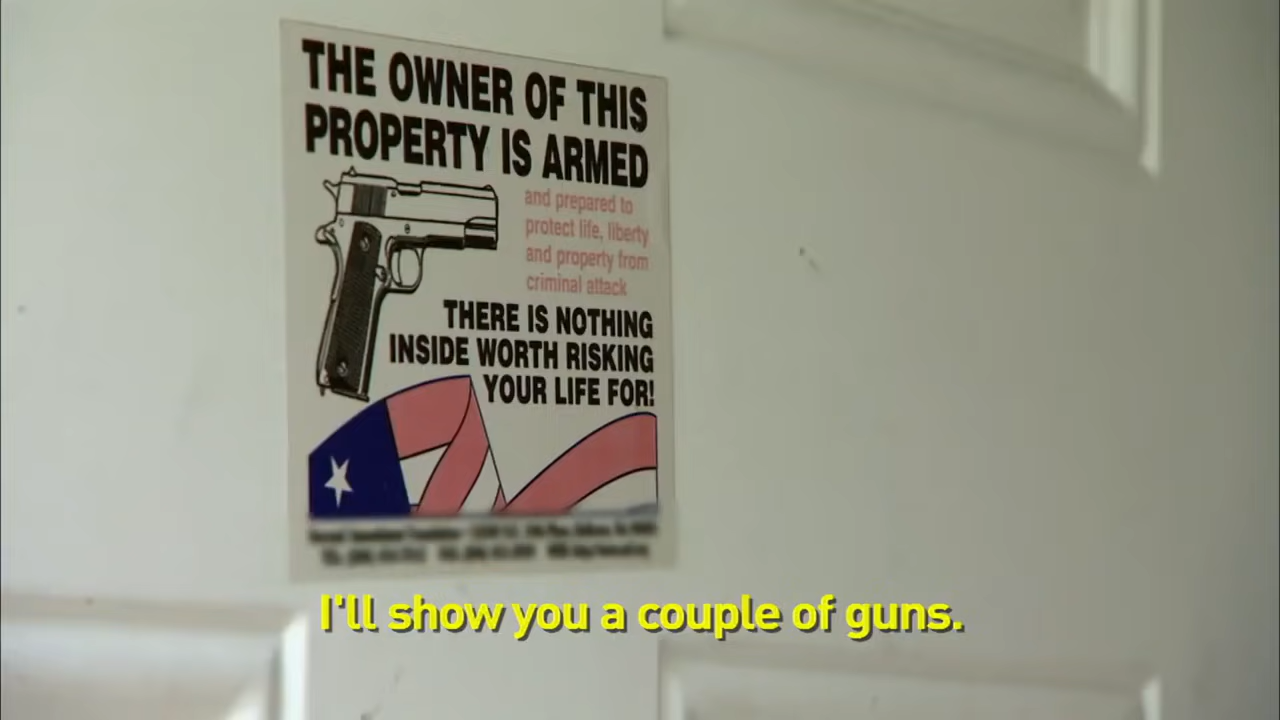 THE OWNER OF THIS
PROPERTY IS ARMED
and prepared to
protect life, liberty
and property from
criminal attack
THERE IS NOTHING
INSIDE WORTH RISKING
YOUR LIFE FOR!
I'll show you a couple of guns.